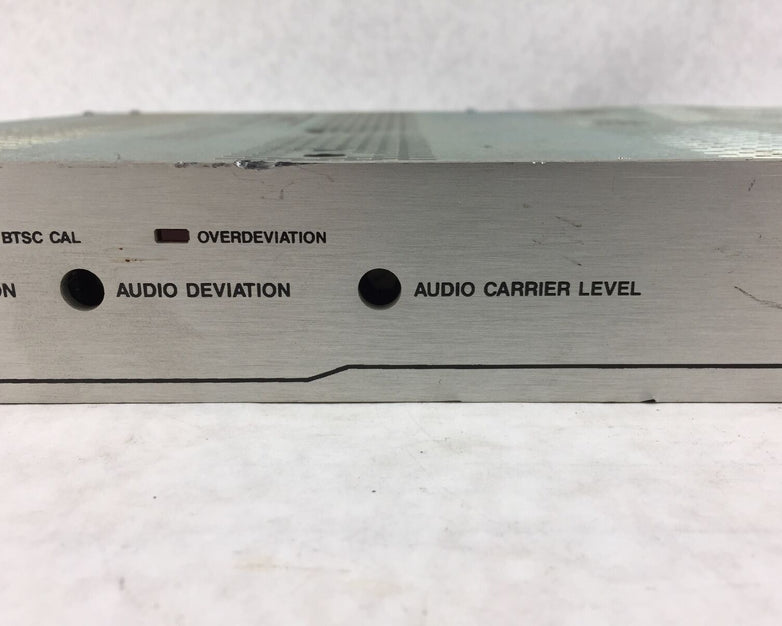 BTSC CAL OVERDEVIATION
AUDIO DEVIATION AUDIO CARRIER LEVEL